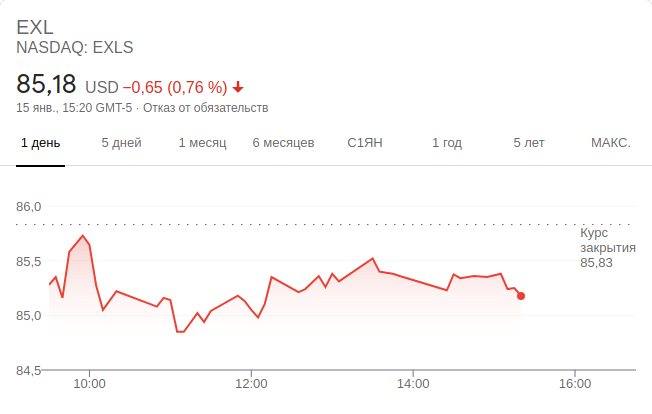 EXL
NASDAQ: EXLS
85,18 USD −0,65 (0,76 %)
15 янв., 15:20 GMT-5 · Отказ от обязательств
1 день 5 дней 1 месяц 6 месяцев С1ЯН 1 год 5 лет МАКС.
86,0
Курс
закрытия
85,83
85,5
85,0
84,5
10:00 12:00 14:00 16:00